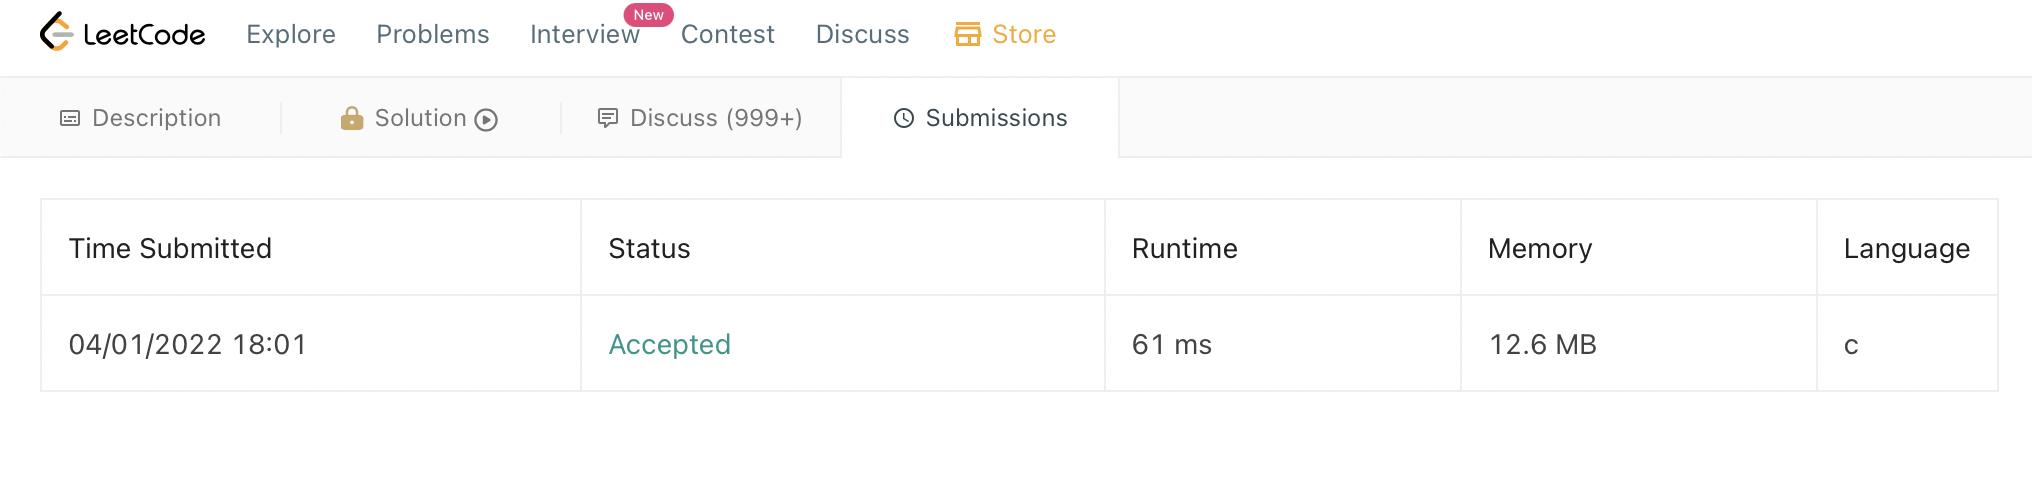 LeetCode Explore Problems Interview New Contest Discuss Store
Description Solution Discuss (999+) Submissions
Time Submitted Status Runtime Memory Language
04/01/2022 18:01 Accepted 61 ms 12.6 MB c